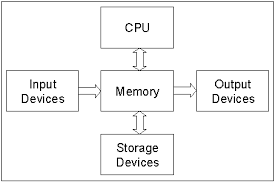 CPU
Input
Devices
Memory
Output
Devices
Storage
Devices